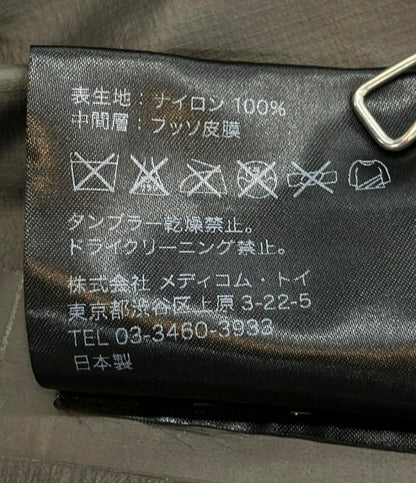 表生地：ナイロン 100%
中間層：フッソ皮膜
タンブラー乾燥禁止。
ドライクリーニング禁止。
株式会社 メディコム・トイ
東京都渋谷区上原 3-22-5
TEL 03-3460-3933
日本製